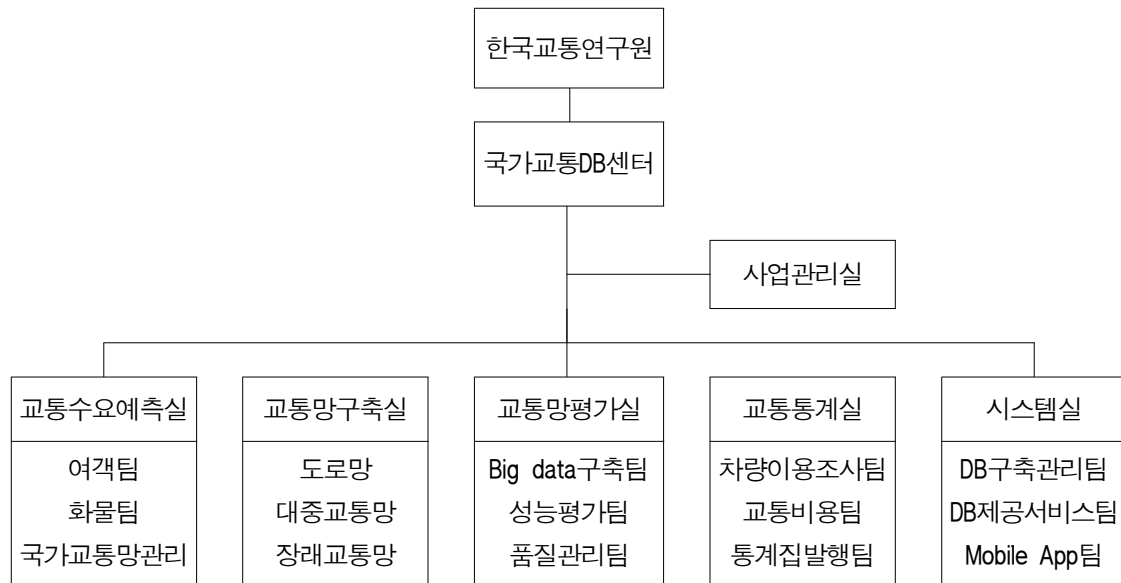 한국교통연구원
국가교통DB센터
사업관리실
교통수요예측실
여객팀
화물팀
국가교통망관리
교통망구축실
도로망
대중교통망
장래교통망
교통망평가실
Big data구축팀
성능평가팀
품질관리팀
교통통계실
차량이용조사팀
교통비용팀
통계집발행팀
시스템실
DB구축관리팀
DB제공서비스팀
Mobile App팀